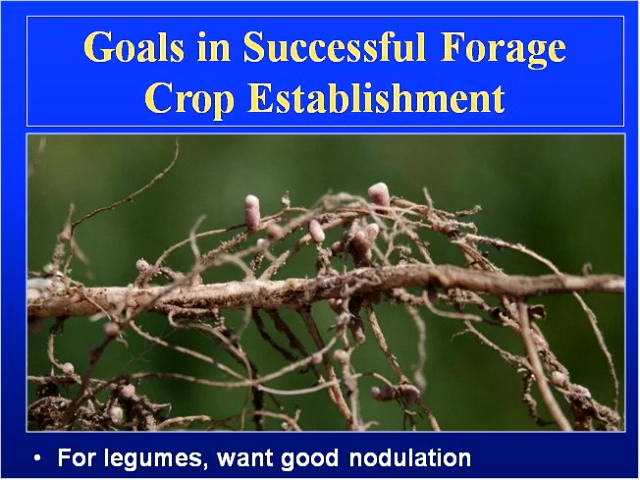 Goals in Successful Forage
Crop Establishment
• For legumes, want good nodulation